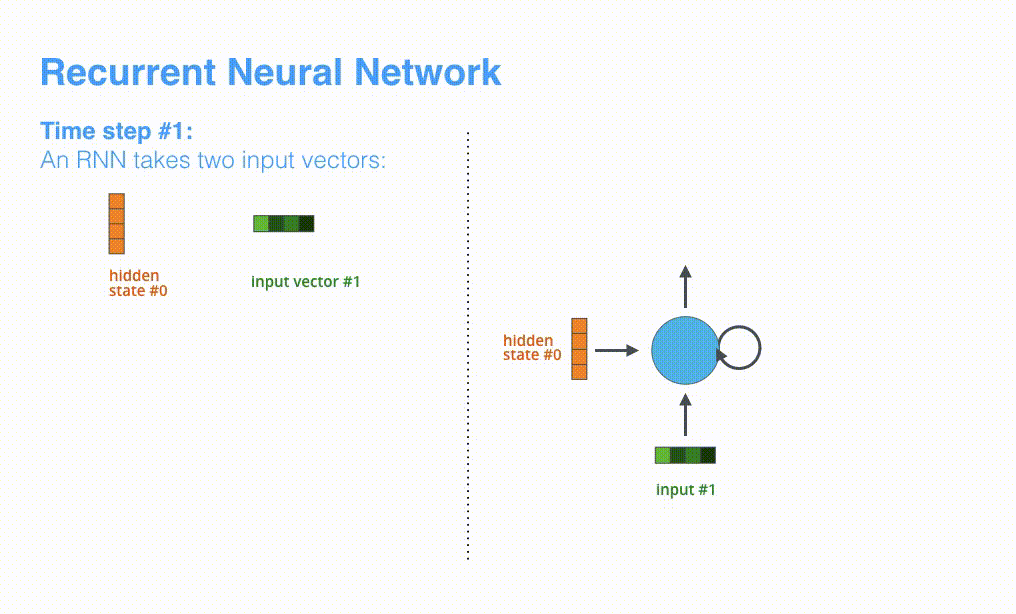 Recurrent Neural Network
Time step #1:
An RNN takes two input vectors:
hidden
state #0
input vector #1
hidden
state #0
input #1